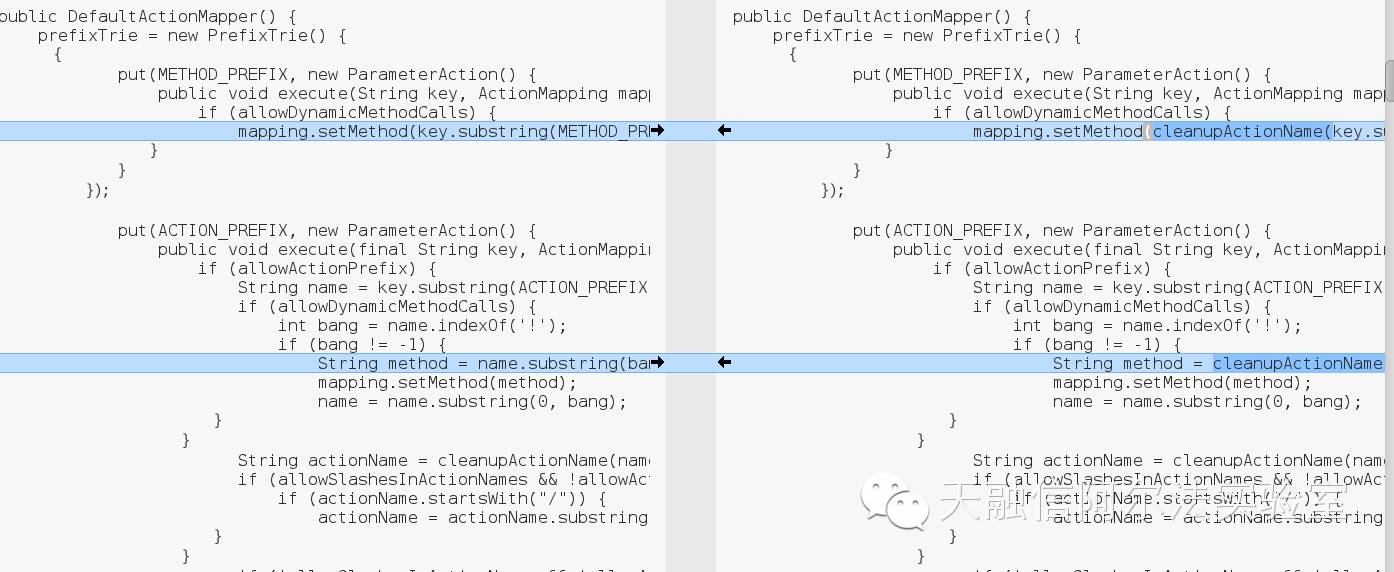 public DefaultActionMapper() {
prefixTrie = new PrefixTrie() {
{
put(METHOD_PREFIX, new ParameterAction() {
public void execute(String key, ActionMapping mapp
if (allowDynamicMethodCalls) {
mapping.setMethod(key.substring(METHOD_PR
}
}
});
put(ACTION_PREFIX, new ParameterAction() {
public void execute(final String key, ActionMappin
if (allowActionPrefix) {
String name = key.substring(ACTION_PREFIX
if (allowDynamicMethodCalls) {
int bang = name.indexOf('!');
if (bang != -1) {
String method = name.substring(ba
mapping.setMethod(method);
name = name.substring(0, bang);
}
}
String actionName = cleanupActionName(nam
if (allowSlashesInActionNames && !allowAc
if (actionName.startsWith("/")) {
actionName = actionName.substring
}
}
public DefaultActionMapper() {
prefixTrie = new PrefixTrie() {
{
put(METHOD_PREFIX, new ParameterAction() {
public void execute(String key, ActionMapping mapp
if (allowDynamicMethodCalls) {
mapping.setMethod(cleanupActionName(key.su
}
}
});
put(ACTION_PREFIX, new ParameterAction() {
public void execute(final String key, ActionMappin
if (allowActionPrefix) {
String name = key.substring(ACTION_PREFIX
if (allowDynamicMethodCalls) {
int bang = name.indexOf('!');
if (bang != -1) {
String method = cleanupActionName
mapping.setMethod(method);
name = name.substring(0, bang);
}
}
String actionName = cleanupActionName(nam
if (allowSlashesInActionNames && !allowAc
if (actionName.startsWith("/")) {
actionName = actionName.substring
}
}
天融信阿尔法实验室